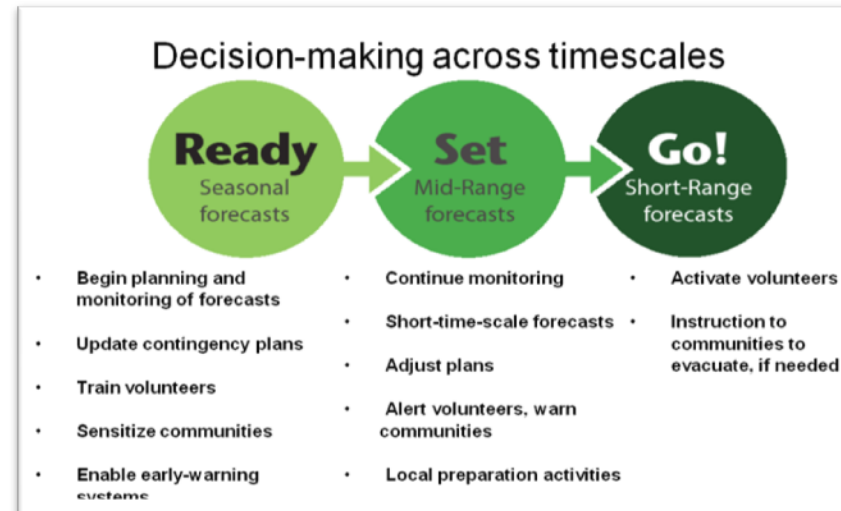 Decision-making across timescales
Ready
Seasonal
forecasts
Set
Mid-Range
forecasts
Go!
Short-Range
forecasts
• Begin planning and
monitoring of forecasts
• Update contingency plans
• Train volunteers
• Sensitize communities
• Enable early-warning
systems
• Continue monitoring
• Short-time-scale forecasts
• Adjust plans
• Alert volunteers, warn
communities
• Local preparation activities
• Activate volunteers
• Instruction to
communities to
evacuate, if needed